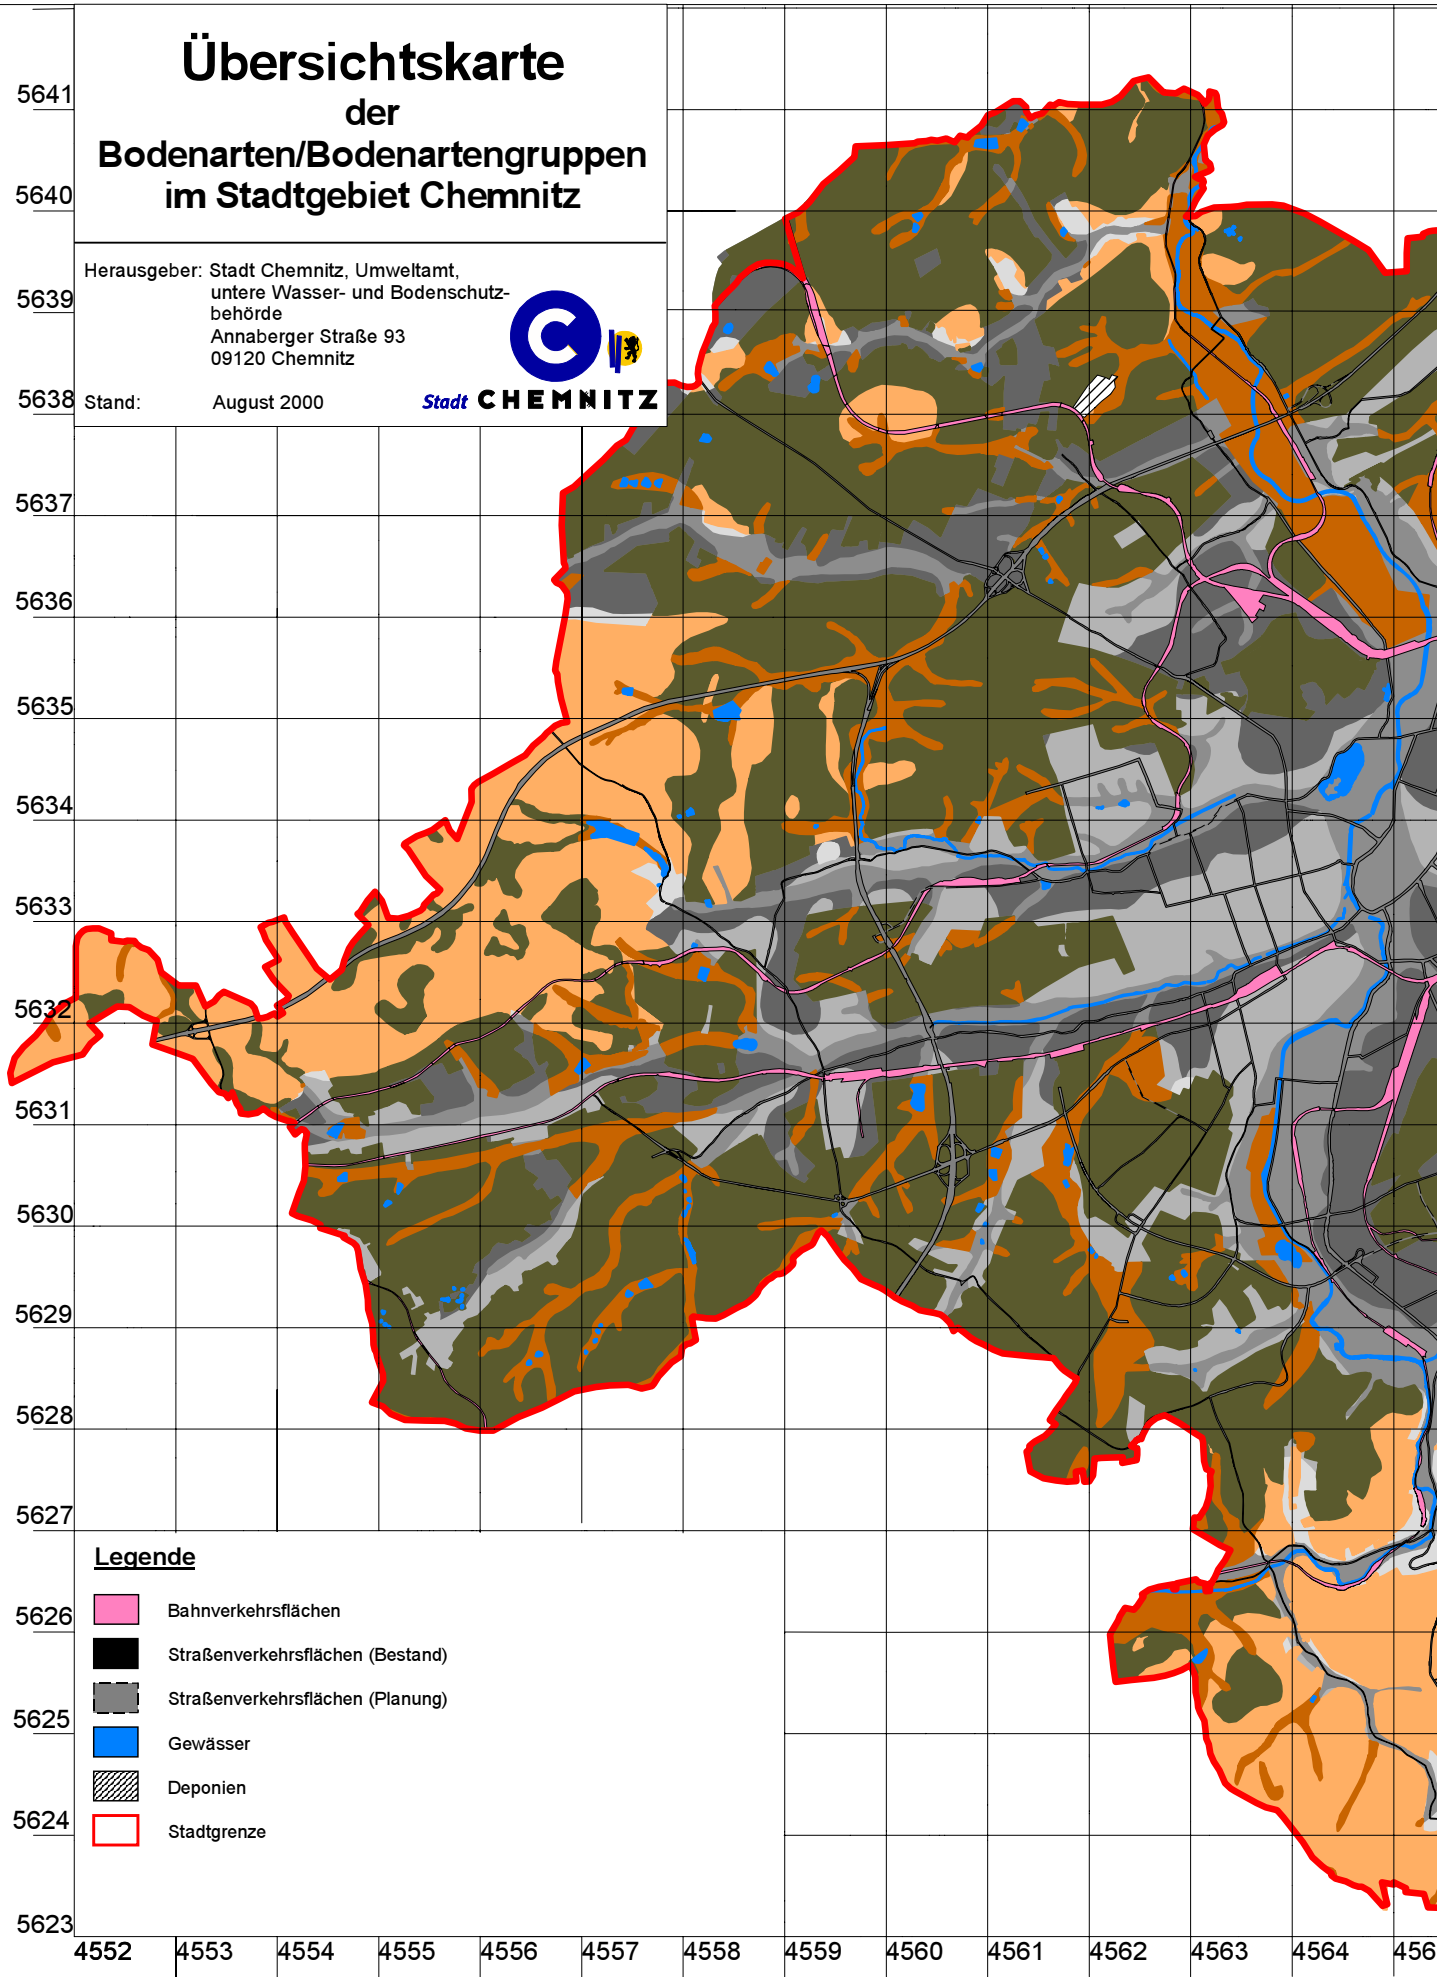 Übersichtskarte
der
Bodenarten/Bodenartengruppen
im Stadtgebiet Chemnitz
Herausgeber: Stadt Chemnitz, Umweltamt,
untere Wasser- und Bodenschutz-
behörde
Annaberger Straße 93
09120 Chemnitz
Stand: August 2000
Stadt CHEMNITZ
5641
5640
5639
5638
5637
5636
5635
5634
5633
5632
5631
5630
5629
5628
5627
5626
5625
5624
5623
Legende
Bahnverkehrsflächen
Straßenverkehrsflächen (Bestand)
Straßenverkehrsflächen (Planung)
Gewässer
Deponien
Stadtgrenze
4552 4553 4554 4555 4556 4557 4558 4559 4560 4561 4562 4563 4564 456